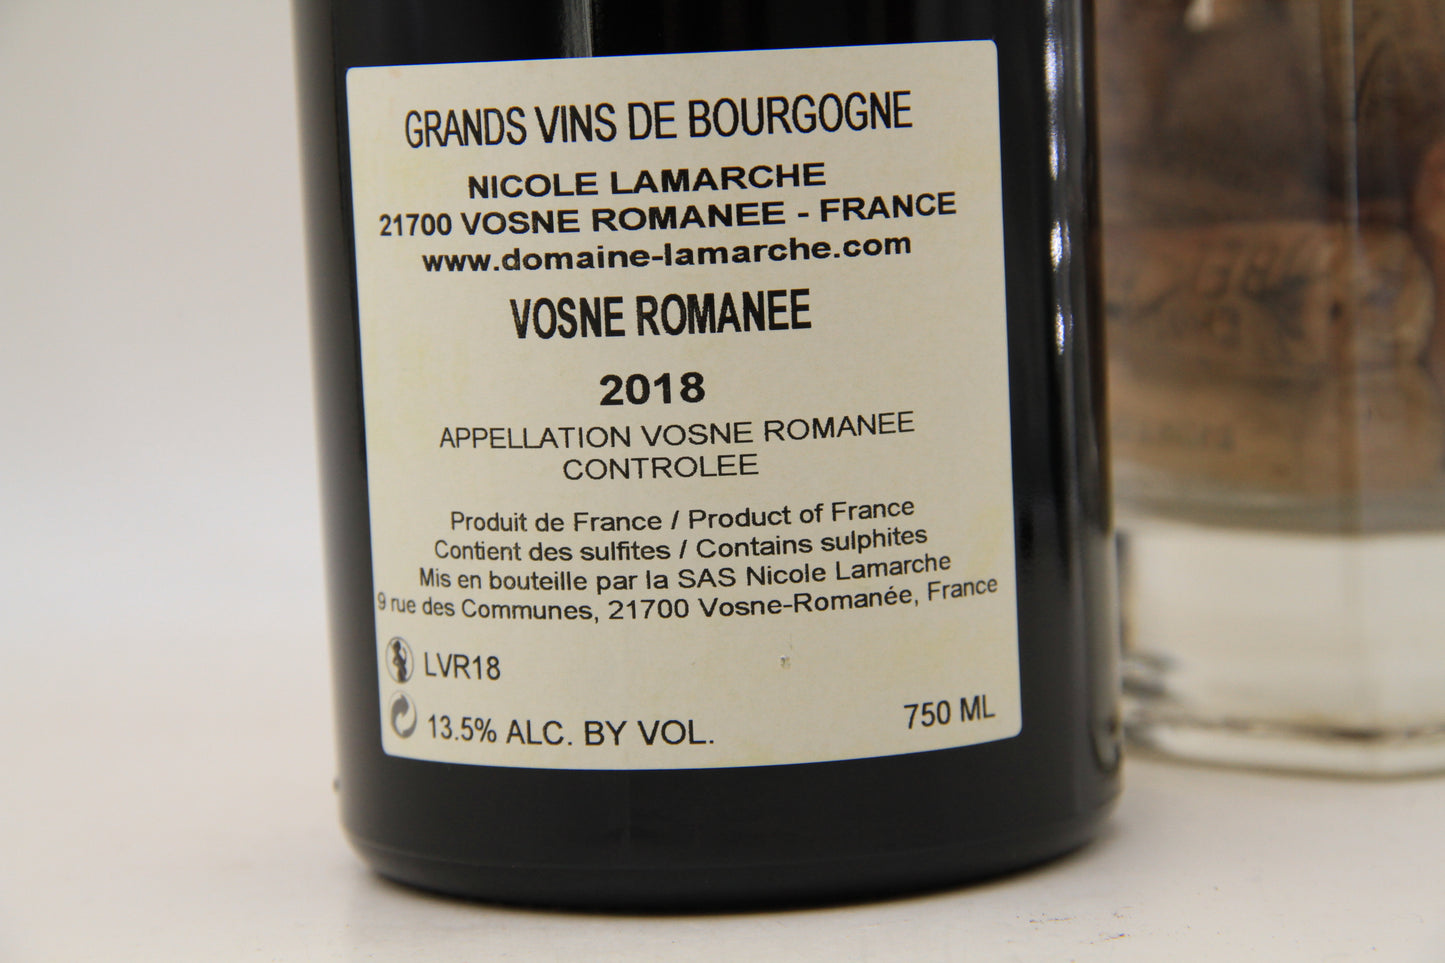 GRANDS VINS DE BOURGOGNE
NICOLE LAMARCHE
21700 VOSNE ROMANEE - FRANCE
www.domaine-lamarche.com
VOSNE ROMANEE
2018
APPELLATION VOSNE ROMANEE
CONTROLEE
Produit de France / Product of France
Contient des sulfites / Contains sulphites
Mis en bouteille par la SAS Nicole Lamarche
9 rue des Communes, 21700 Vosne-Romanée, France
LVR18
13.5% ALC. BY VOL.
750 ML